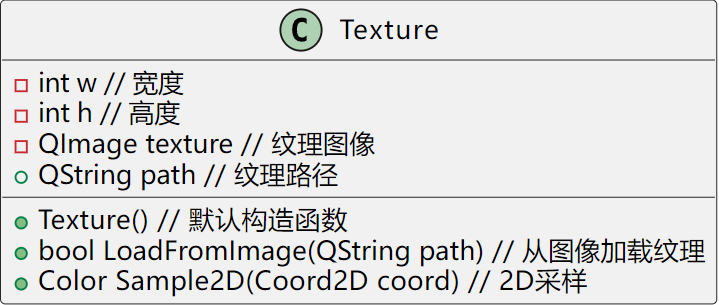 C Texture
int w // 宽度
int h // 高度
QImage texture // 纹理图像
QString path // 纹理路径
Texture() // 默认构造函数
bool LoadFromImage(QString path) // 从图像加载纹理
Color Sample2D(Coord2D coord) // 2D采样